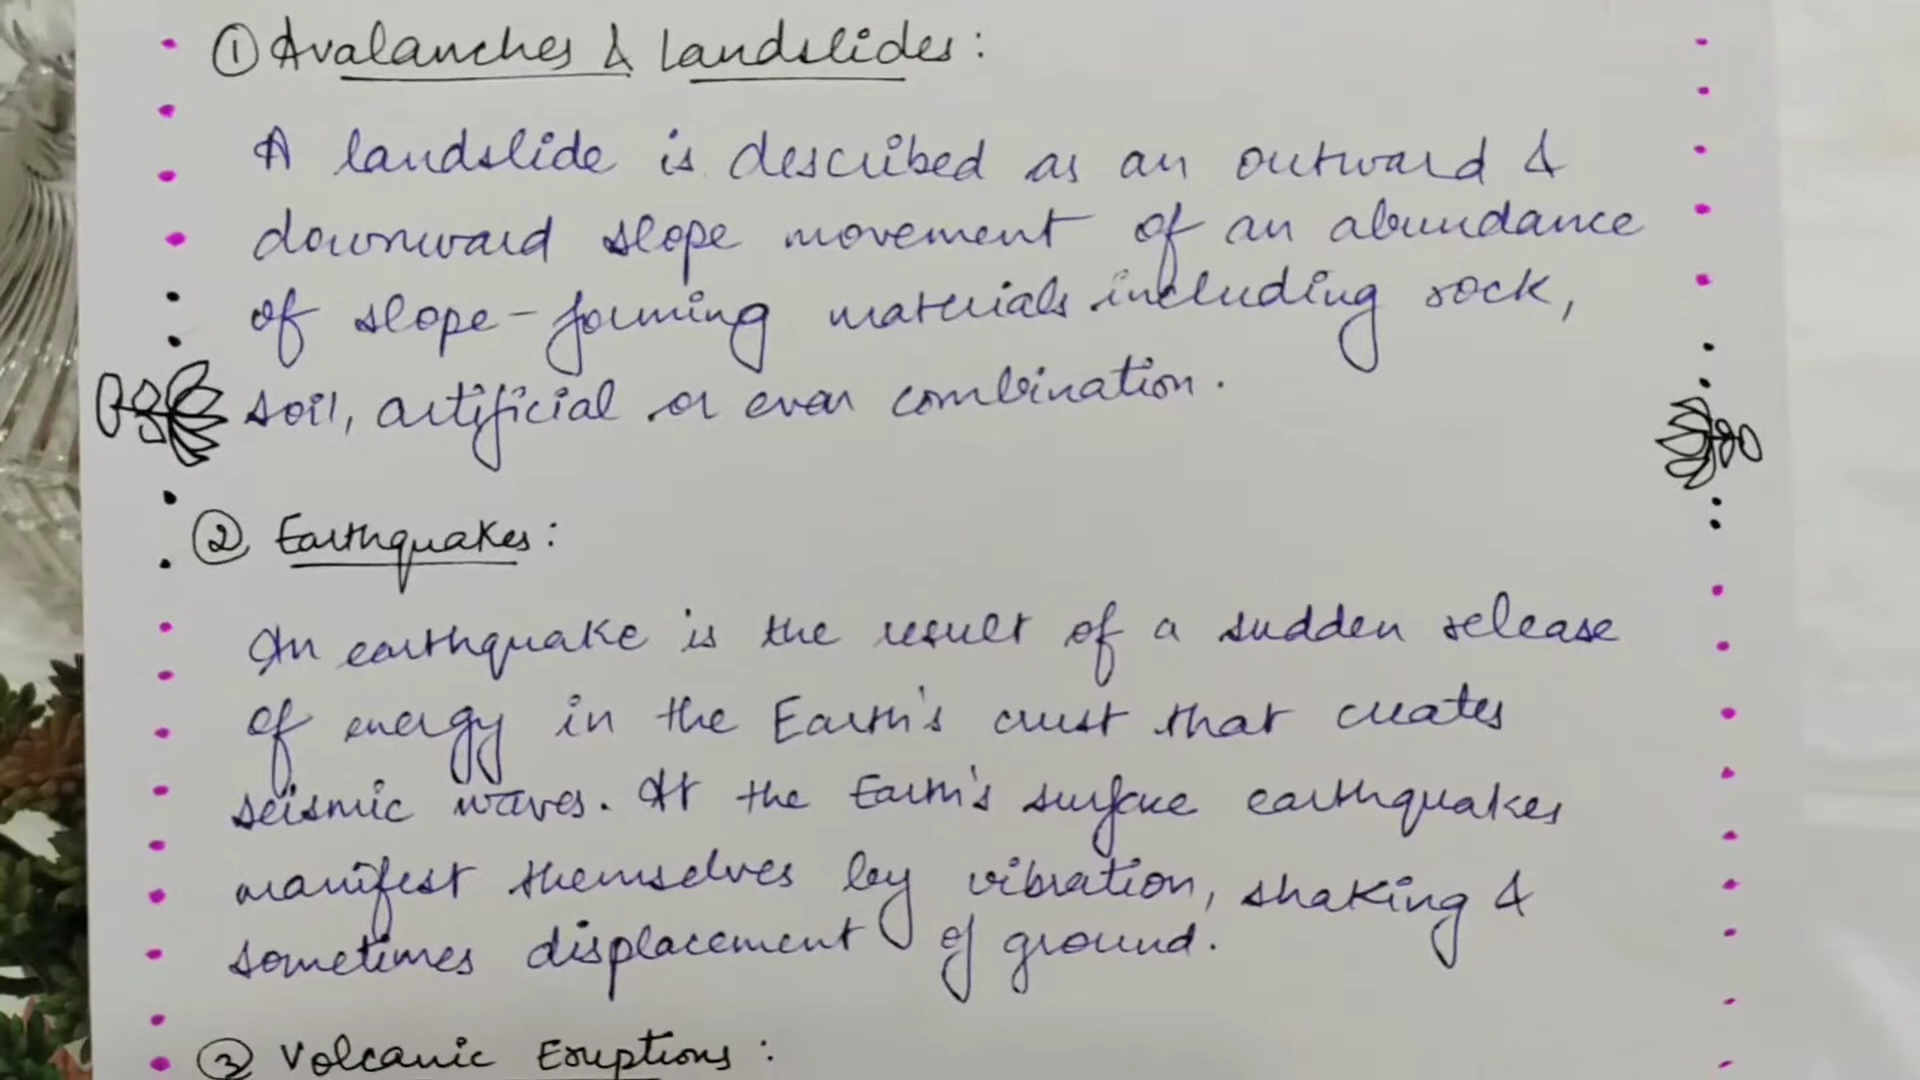 ① Avalanches & Landslides:
A landslide is described as an outward &
downward slope movement of an abundance
of slope-forming materials including rock,
soil, artificial or even combination.
② Earthquakes:
An earthquake is the result of a sudden release
of energy in the Earth's crust that creates
seismic waves. At the Earth's surface earthquakes
manifest themselves by vibration, shaking &
sometimes displacement of ground.
③ Volcanic Eruptions: